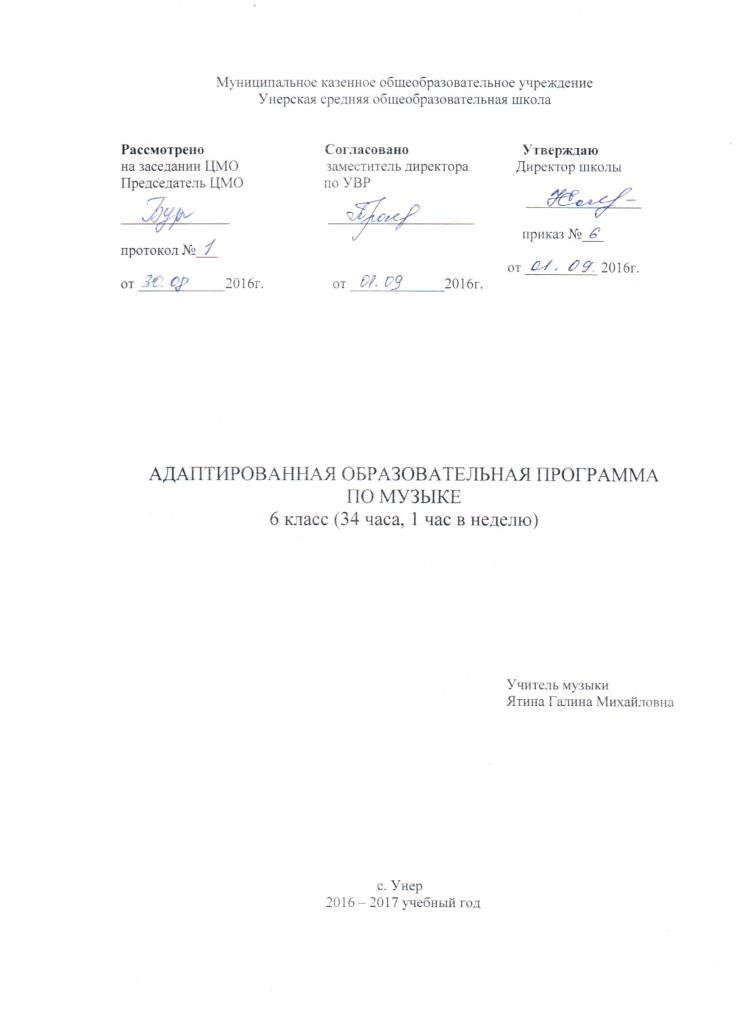 Муниципальное казенное общеобразовательное учреждение
Унерская средняя общеобразовательная школа
Рассмотрено
на заседании ЦМО
Председатель ЦМО
протокол № 1
от 30.08 2016г.
Согласовано
заместитель директора
по УВР
от 01.09 2016г.
Утверждаю
Директор школы
приказ № 6
от 01.09. 2016г.
АДАПТИРОВАННАЯ ОБРАЗОВАТЕЛЬНАЯ ПРОГРАММА
ПО МУЗЫКЕ
6 класс (34 часа, 1 час в неделю)
Учитель музыки
Ятина Галина Михайловна
с. Унер
2016 – 2017 учебный год